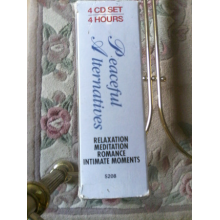 4 CD SET
4 HOURS
Peaceful
Alternatives
RELAXATION
MEDITATION
ROMANCE
INTIMATE MOMENTS
5208